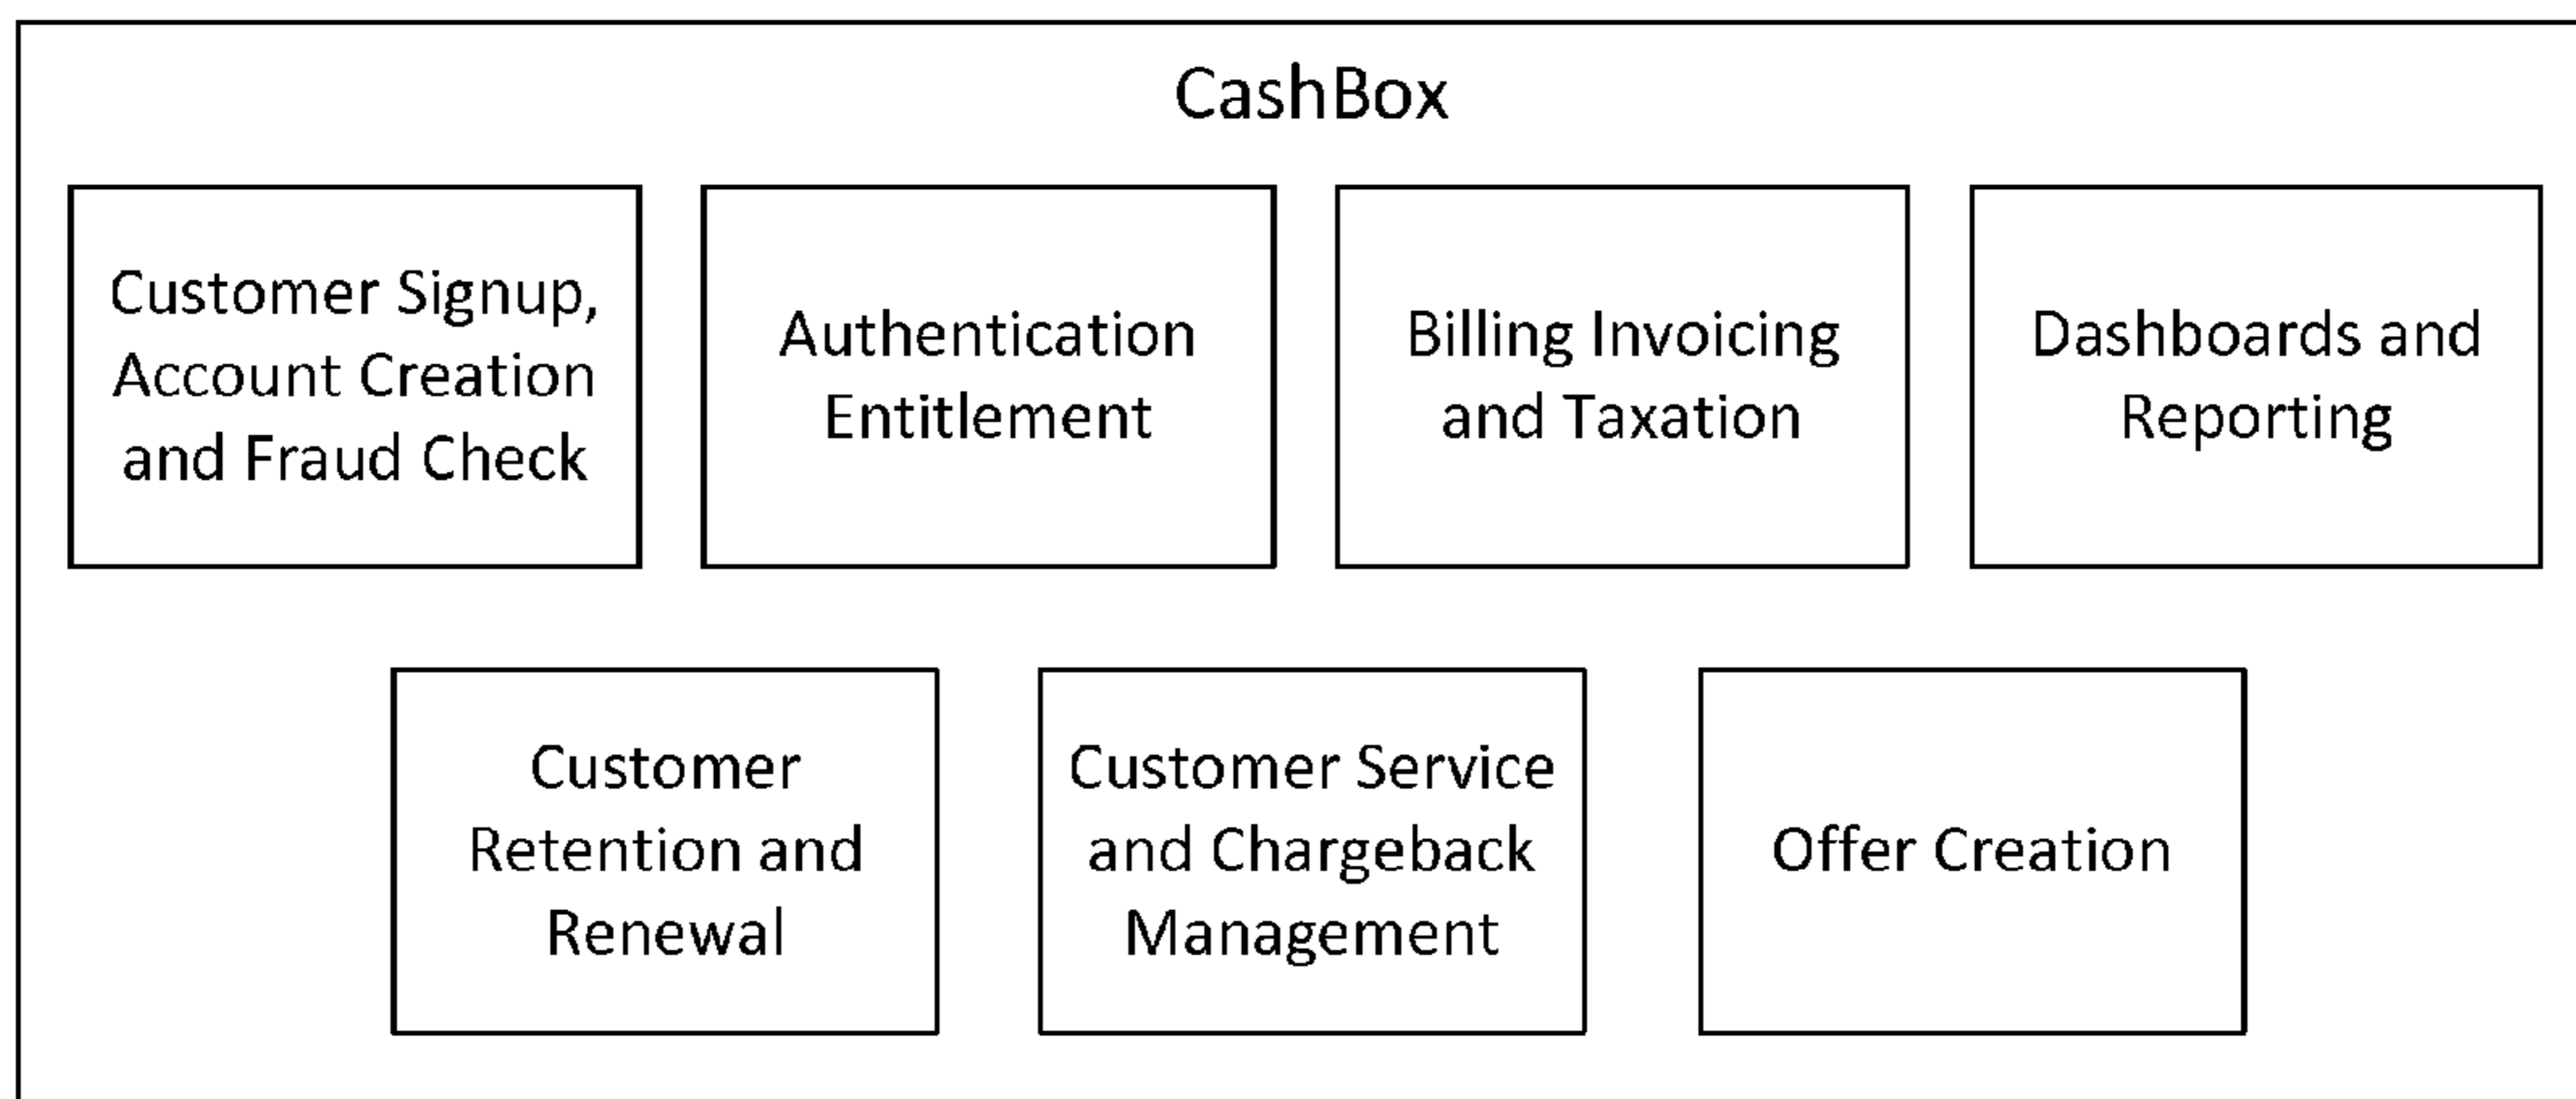 CashBox
Customer Signup,
Account Creation
and Fraud Check
Authentication
Entitlement
Billing Invoicing
and Taxation
Dashboards and
Reporting
Customer
Retention and
Renewal
Customer Service
and Chargeback
Management
Offer Creation